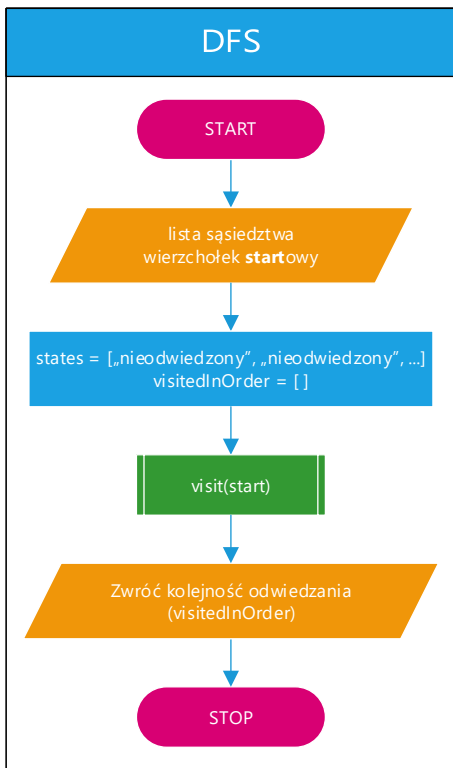 DFS
START
lista sąsiedztwa
wierzchołek startowy
states = [„nieodwiedzony”, „nieodwiedzony”, ...]
visitedInOrder = [ ]
visit(start)
Zwróć kolejność odwiedzania
(visitedInOrder)
STOP